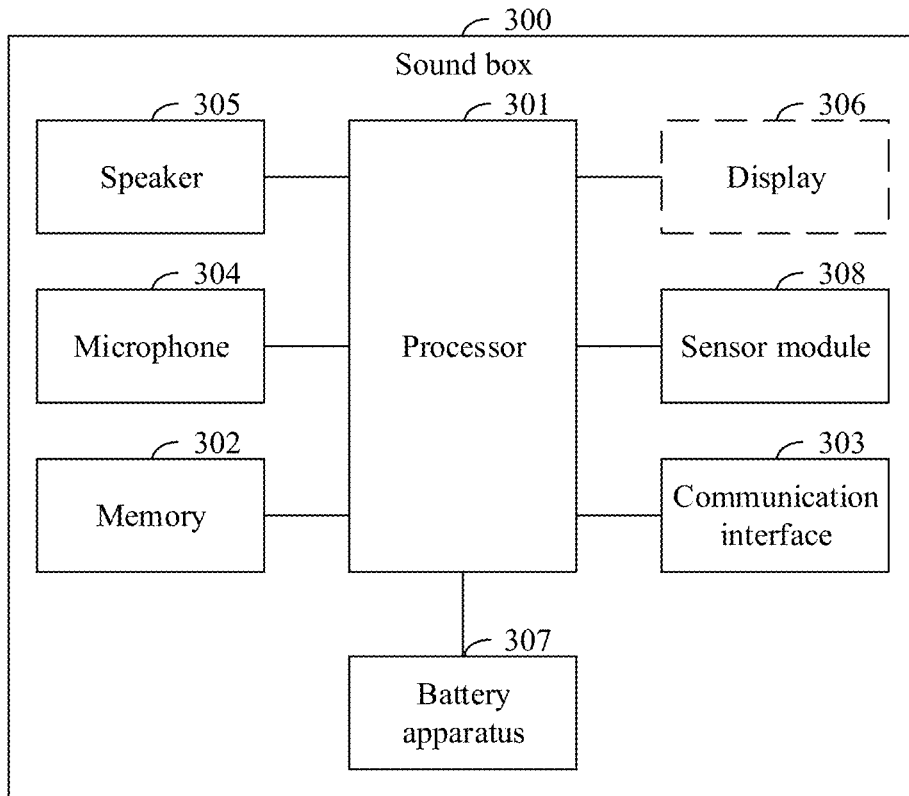 300
Sound box
305
301
306
Speaker
Display
304
308
Microphone
Processor
Sensor module
302
303
Memory
Communication
interface
307
Battery
apparatus